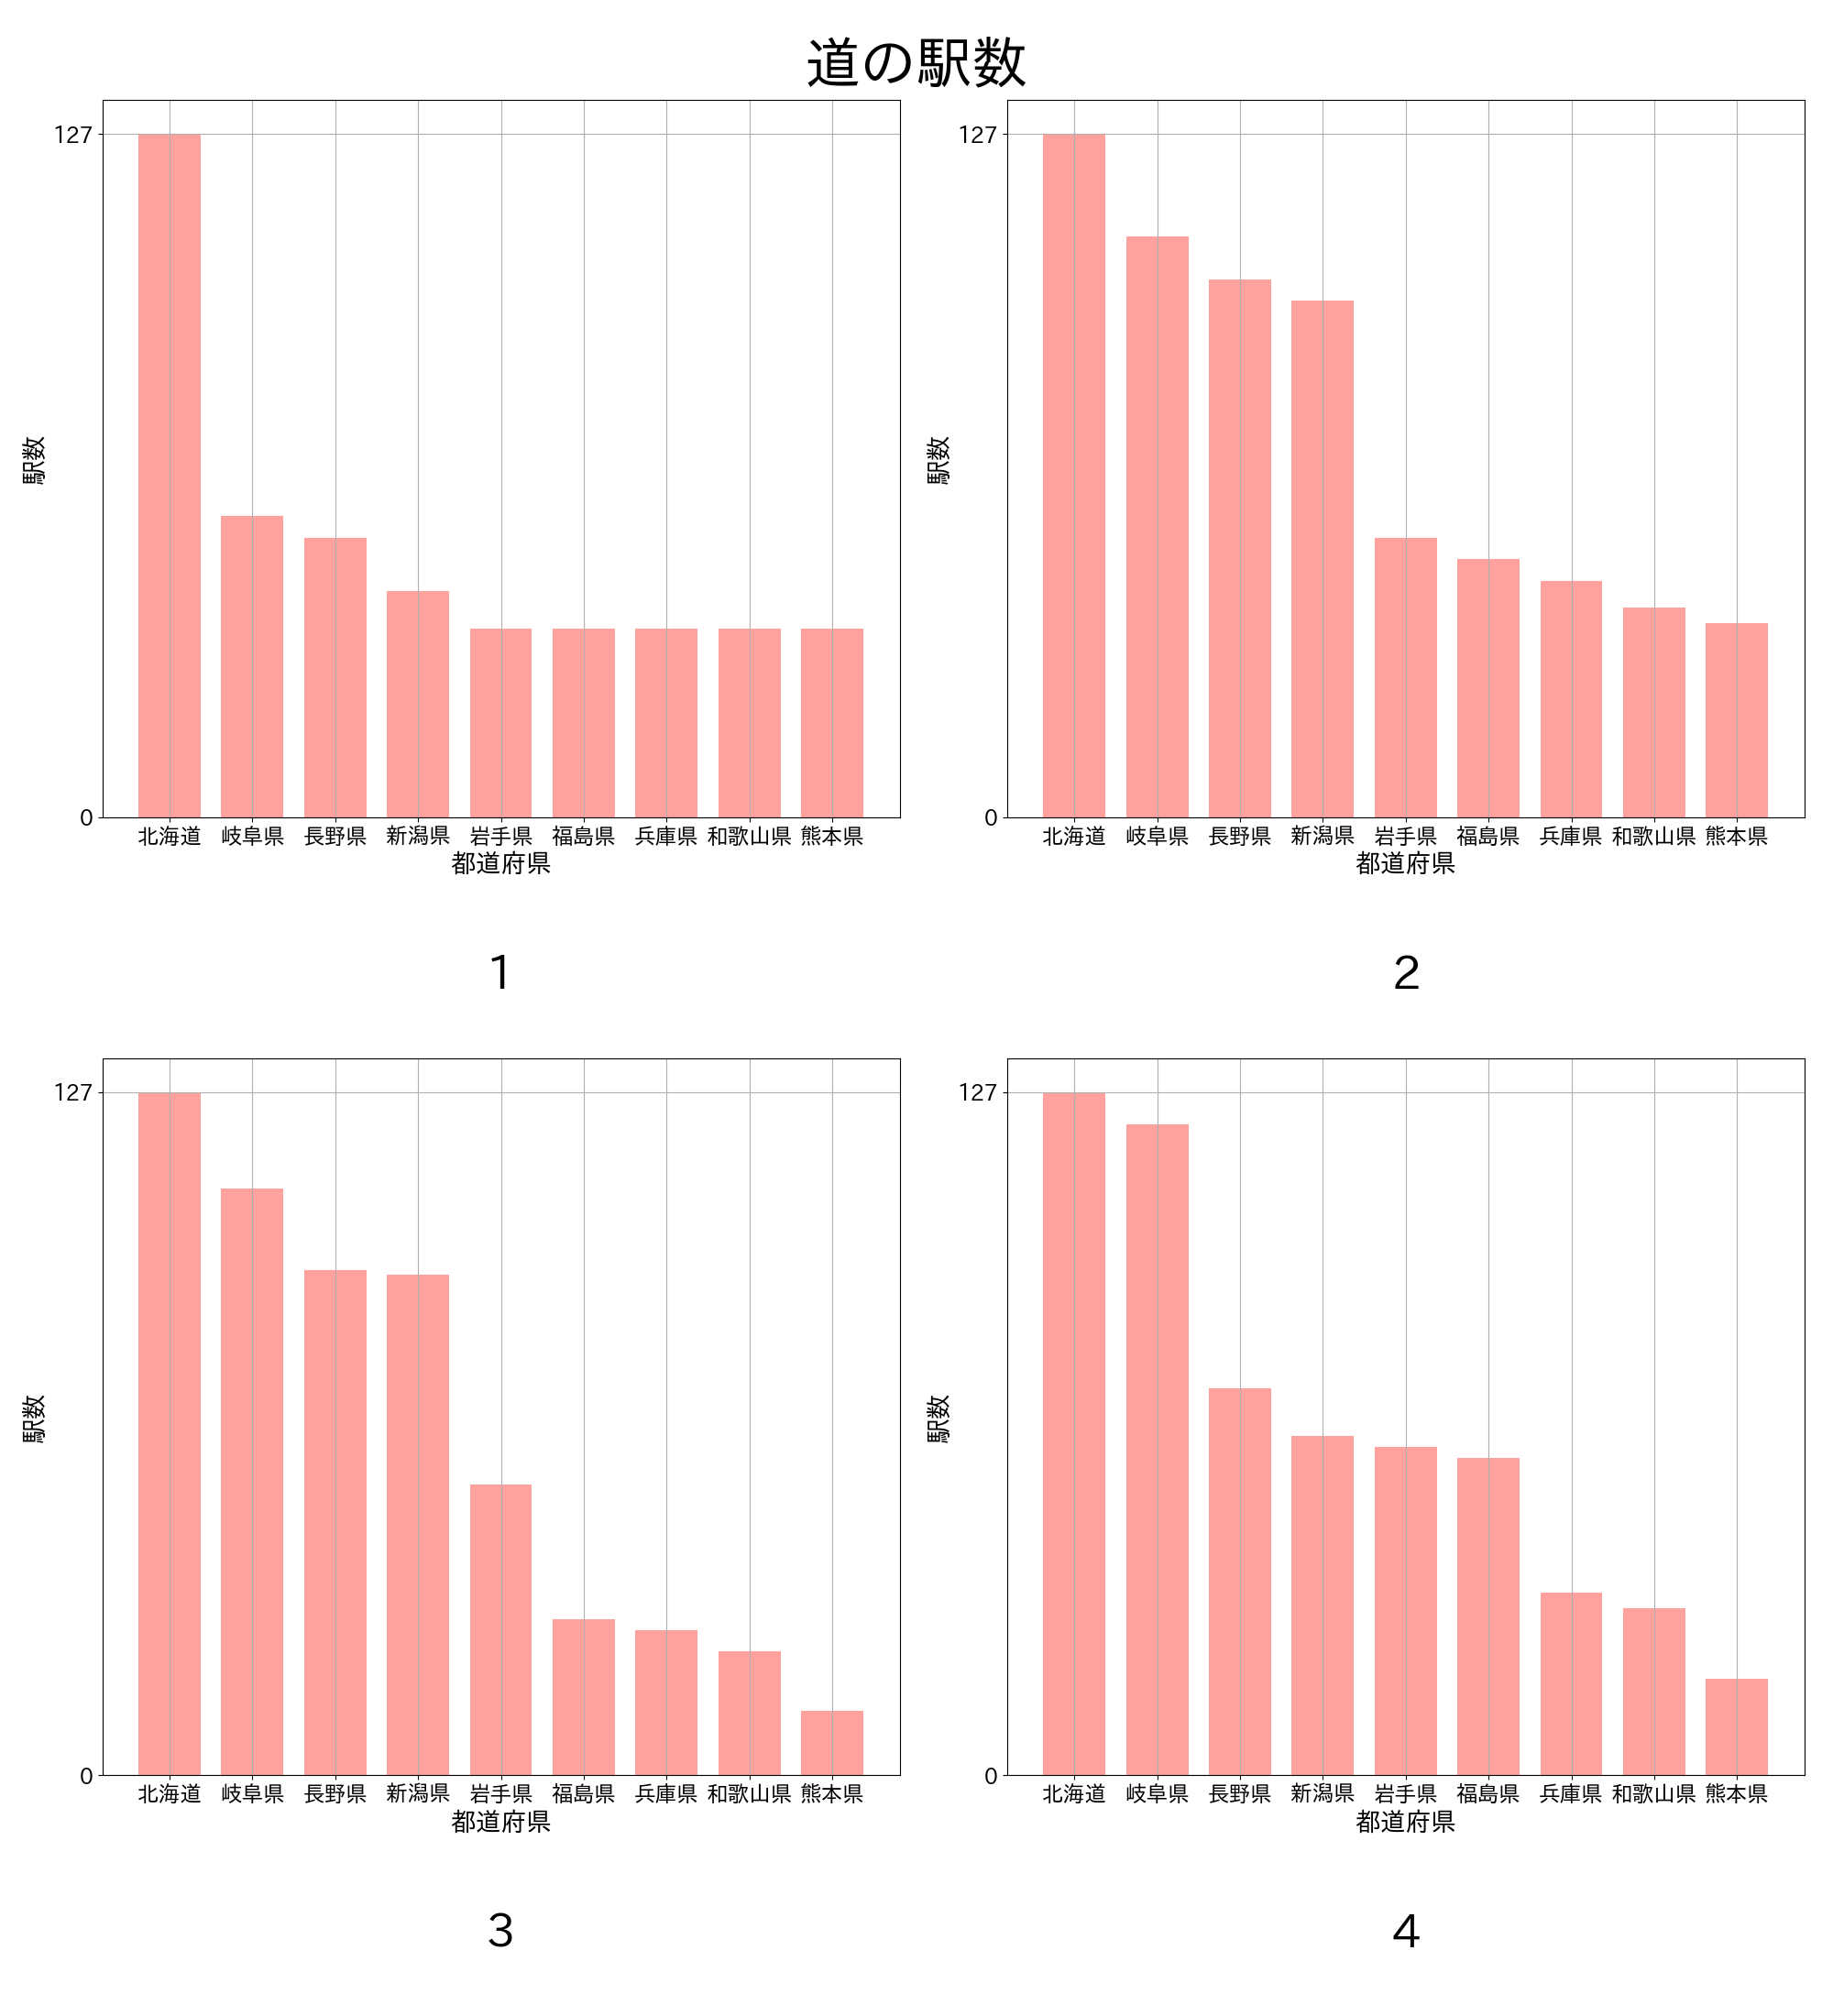 道の駅数
127
0
駅数
北海道 岐阜県 長野県 新潟県 岩手県 福島県 兵庫県 和歌山県 熊本県
都道府県
1
127
0
駅数
北海道 岐阜県 長野県 新潟県 岩手県 福島県 兵庫県 和歌山県 熊本県
都道府県
2
127
0
駅数
北海道 岐阜県 長野県 新潟県 岩手県 福島県 兵庫県 和歌山県 熊本県
都道府県
3
127
0
駅数
北海道 岐阜県 長野県 新潟県 岩手県 福島県 兵庫県 和歌山県 熊本県
都道府県
4